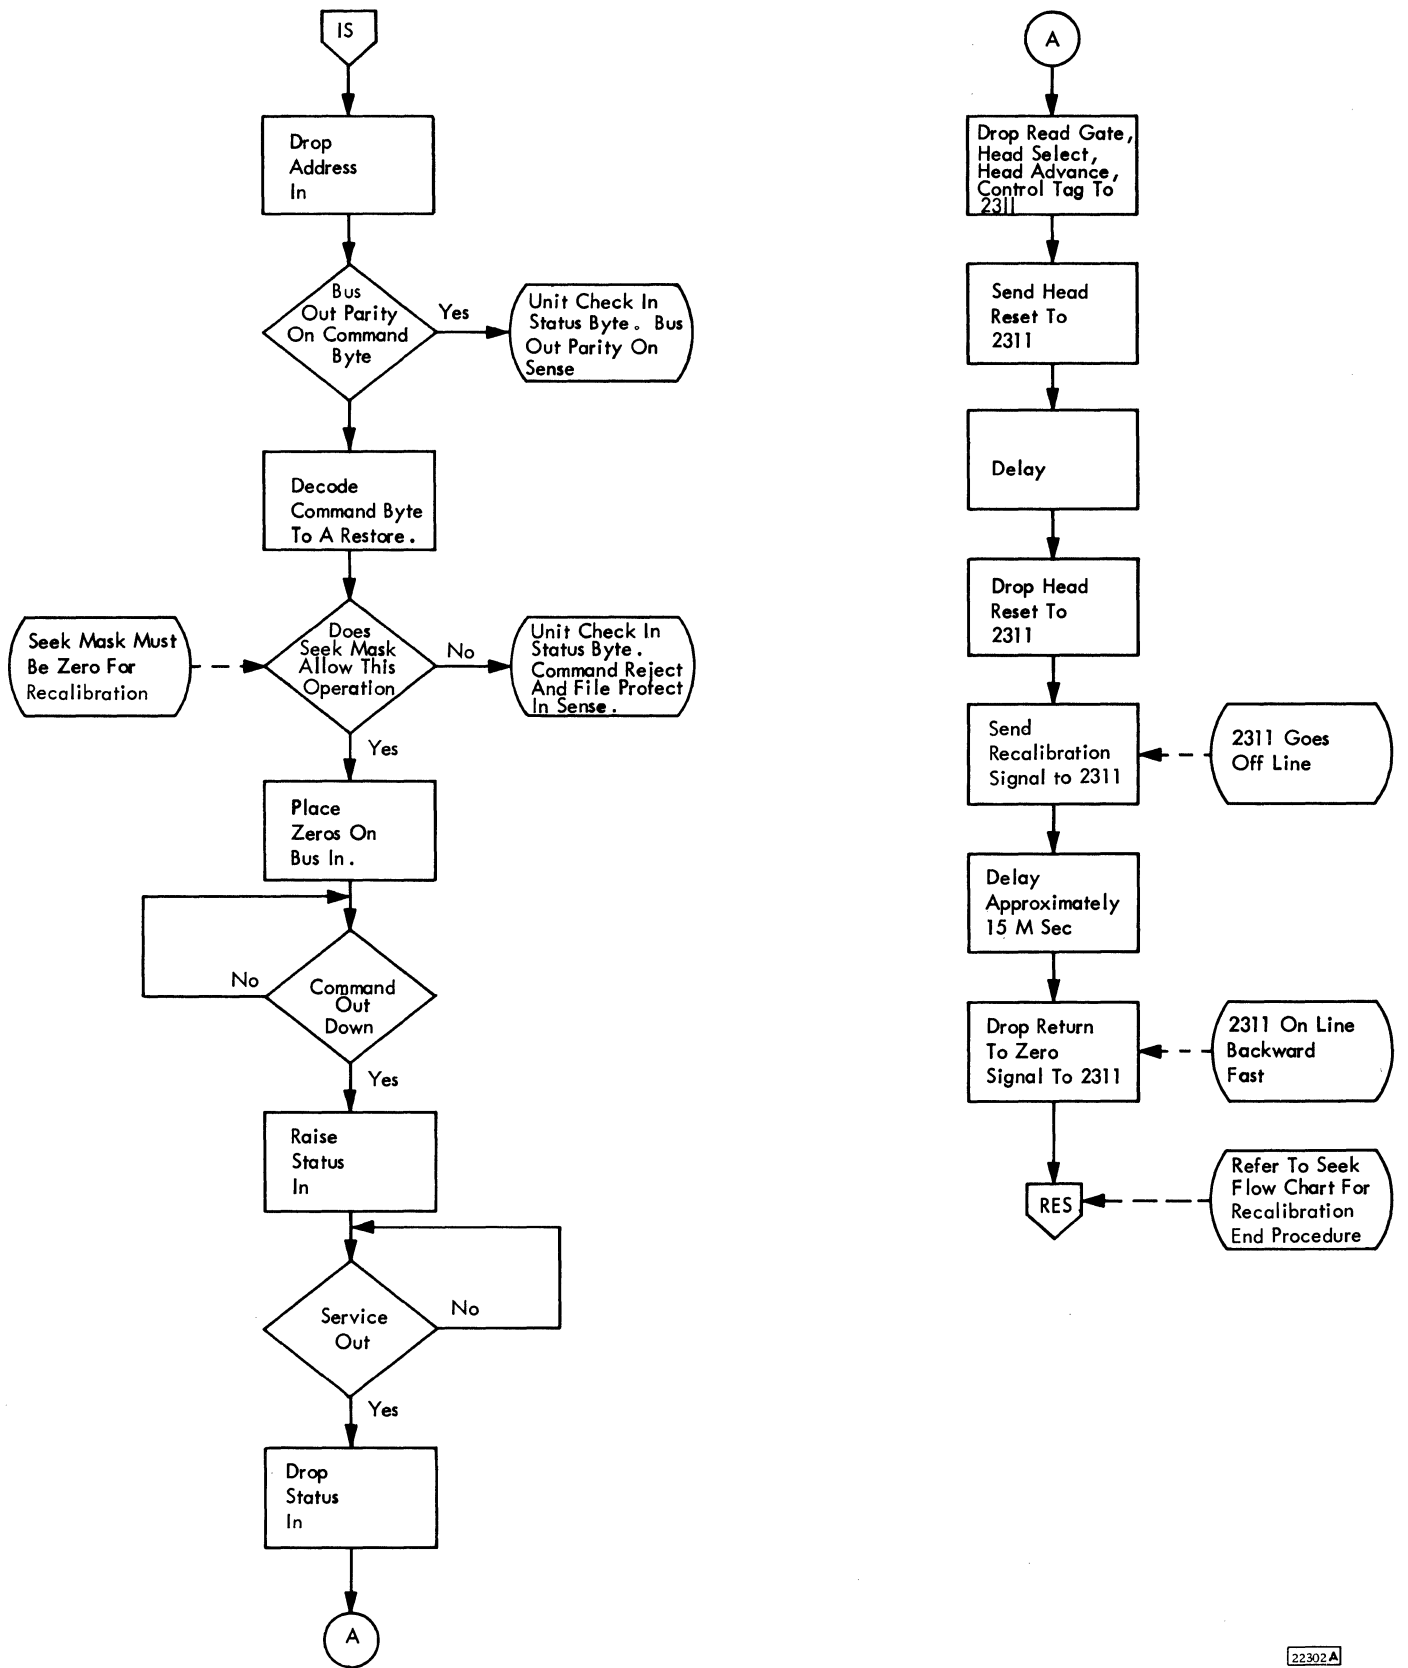 IS
Drop
Address
In
Bus
Out Parity
On Command
Byte
Yes
Unit Check In
Status Byte. Bus
Out Parity On
Sense
Decode
Command Byte
To A Restore.
Seek Mask Must
Be Zero For
Recalibration
Does
Seek Mask
Allow This
Operation
No
Unit Check In
Status Byte.
Command Reject
And File Protect
In Sense.
Yes
Place
Zeros On
Bus In.
No
Command
Out
Down
Yes
Raise
Status
In
Service
Out
No
Yes
Drop
Status
In
A
A
Drop Read Gate,
Head Select,
Head Advance,
Control Tag To
2311
Send Head
Reset To
2311
Delay
Drop Head
Reset To
2311
Send
Recalibration
Signal to 2311
2311 Goes
Off Line
Delay
Approximately
15 M Sec
Drop Return
To Zero
Signal To 2311
2311 On Line
Backward
Fast
RES
Refer To Seek
Flow Chart For
Recalibration
End Procedure
22302A